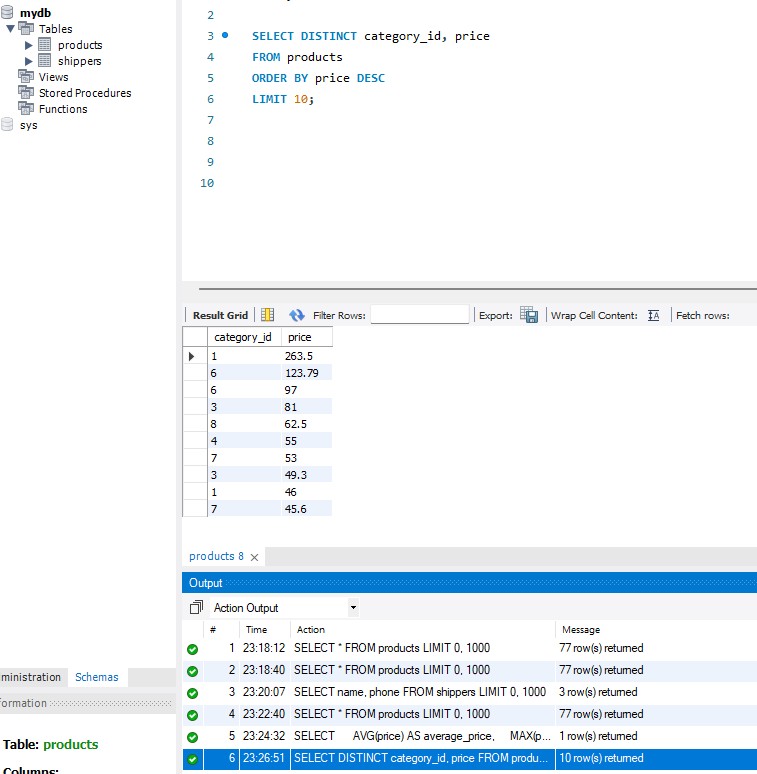 mydb
Tables
products
shippers
Views
Stored Procedures
Functions
sys
2
3 SELECT DISTINCT category_id, price
4 FROM products
5 ORDER BY price DESC
6 LIMIT 10;
7
8
9
10
Result Grid Filter Rows: Export: Wrap Cell Content: Fetch rows:
category_id price
1 263.5
6 123.79
6 97
3 81
8 62.5
4 55
7 53
3 49.3
1 46
7 45.6
products 8
Output
Action Output
# Time Action Message
1 23:18:12 SELECT * FROM products LIMIT 0, 1000 77 row(s) returned
2 23:18:40 SELECT * FROM products LIMIT 0, 1000 77 row(s) returned
3 23:20:07 SELECT name, phone FROM shippers LIMIT 0, 1000 3 row(s) returned
4 23:22:40 SELECT * FROM products LIMIT 0, 1000 77 row(s) returned
5 23:24:32 SELECT AVG(price) AS average_price, MAX(p... 1 row(s) returned
6 23:26:51 SELECT DISTINCT category_id, price FROM produ... 10 row(s) returned
ministration Schemas
formation
Table: products
Columns: